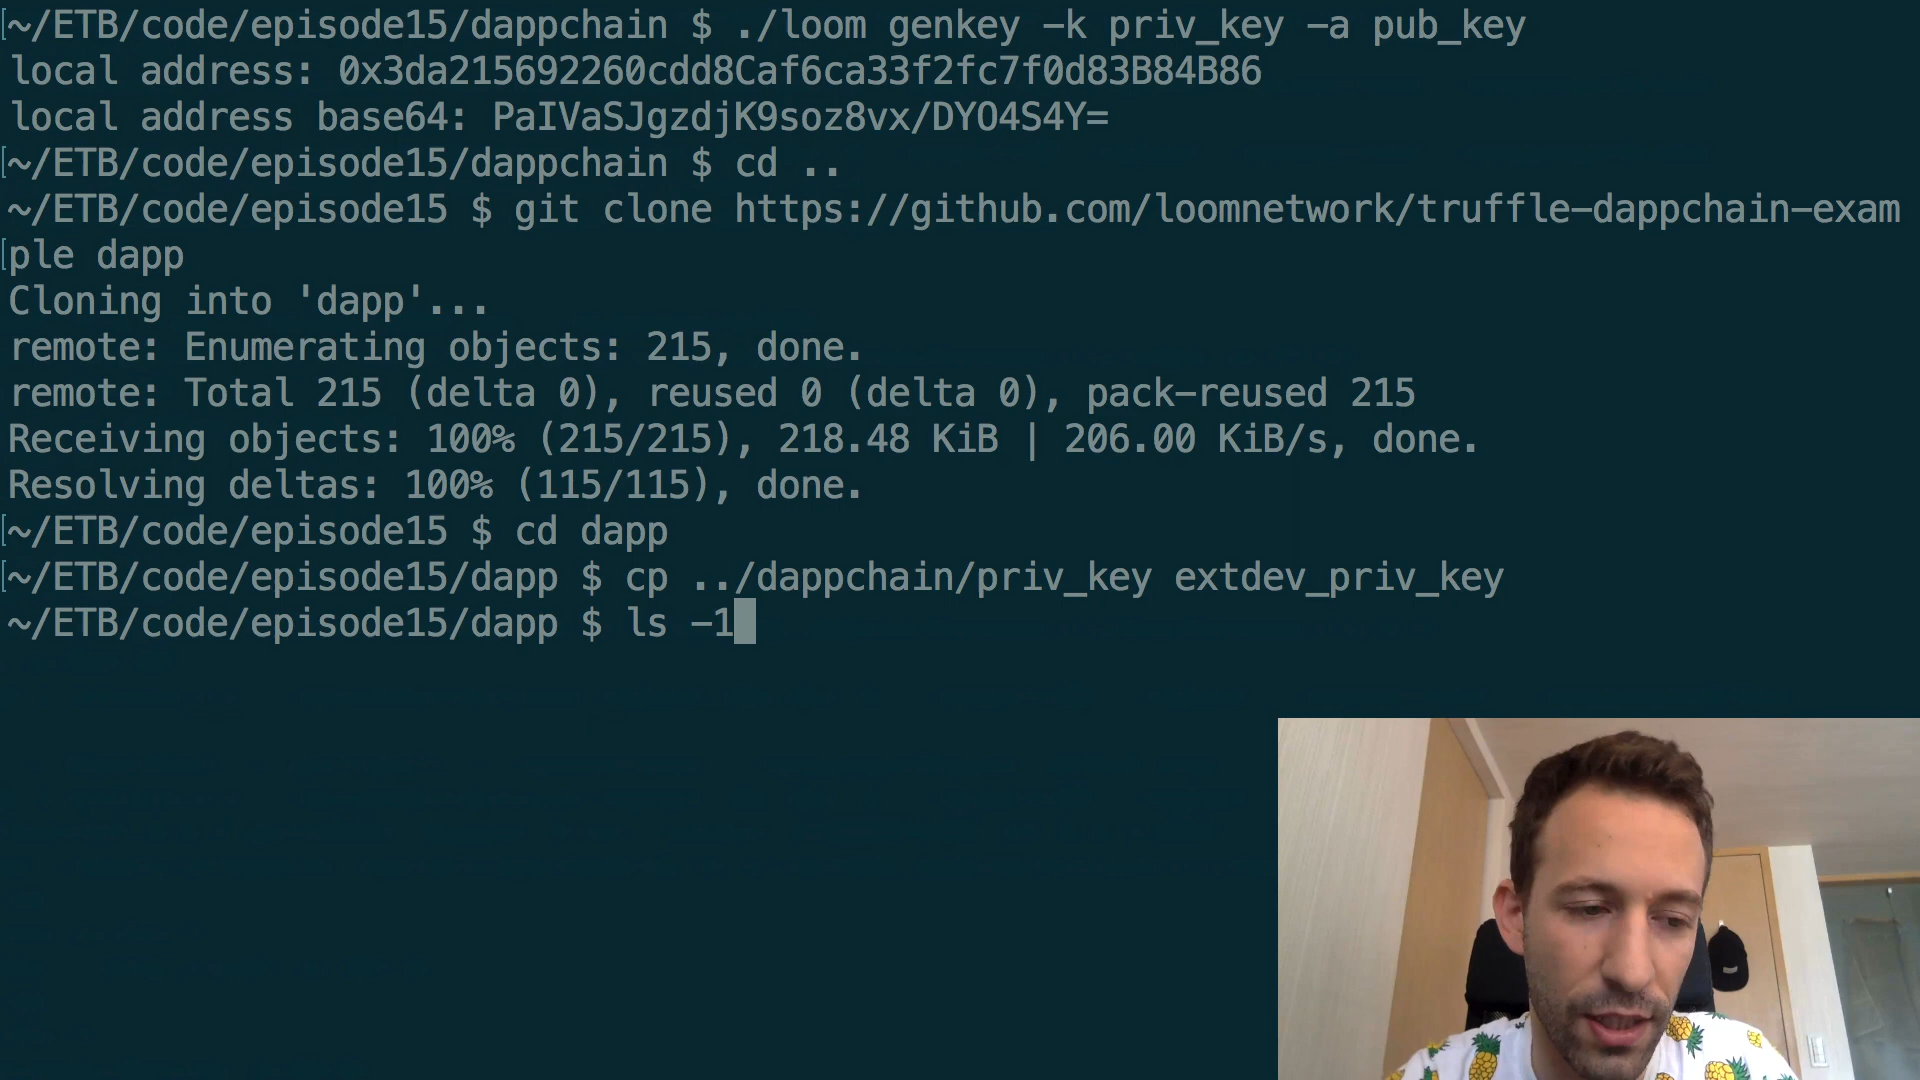 ~/ETB/code/episode15/dappchain $ ./loom genkey -k priv_key -a pub_key
local address: 0x3da215692260cdd8Caf6ca33f2fc7f0d83B84B86
local address base64: PaIVaSJgzdjK9soz8vx/DYO4S4Y=
~/ETB/code/episode15/dappchain $ cd ..
~/ETB/code/episode15 $ git clone https://github.com/loomnetwork/truffle-dappchain-exam
ple dapp
Cloning into 'dapp'...
remote: Enumerating objects: 215, done.
remote: Total 215 (delta 0), reused 0 (delta 0), pack-reused 215
Receiving objects: 100% (215/215), 218.48 KiB | 206.00 KiB/s, done.
Resolving deltas: 100% (115/115), done.
~/ETB/code/episode15 $ cd dapp
~/ETB/code/episode15/dapp $ cp ../dappchain/priv_key extdev_priv_key
~/ETB/code/episode15/dapp $ ls -1